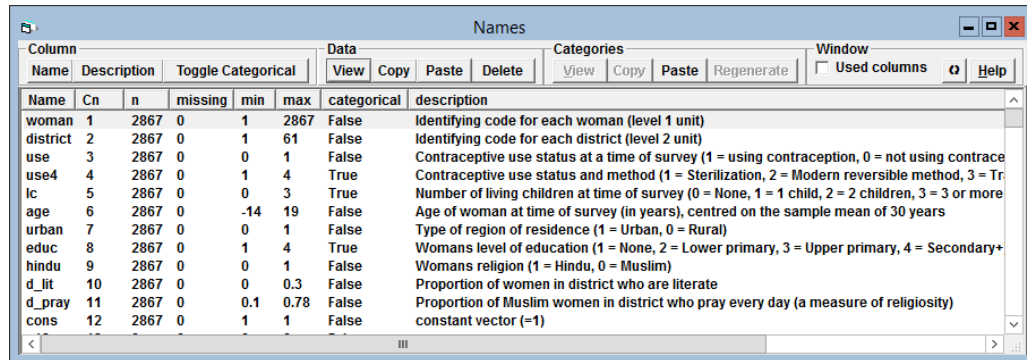 Names
Column Data Categories Window
Name Description Toggle Categorical View Copy Paste Delete View Copy Paste Regenerate Used columns Help
Name Cn n missing min max categorical description
woman 1 2867 0 1 2867 False Identifying code for each woman (level 1 unit)
district 2 2867 0 1 61 False Identifying code for each district (level 2 unit)
use 3 2867 0 0 1 False Contraceptive use status at a time of survey (1 = using contraception, 0 = not using contrace
use4 4 2867 0 1 4 True Contraceptive use status and method (1 = Sterilization, 2 = Modern reversible method, 3 = Tr
lc 5 2867 0 0 3 True Number of living children at time of survey (0 = None, 1 = 1 child, 2 = 2 children, 3 = 3 or more
age 6 2867 0 -14 19 False Age of woman at time of survey (in years), centred on the sample mean of 30 years
urban 7 2867 0 0 1 False Type of region of residence (1 = Urban, 0 = Rural)
educ 8 2867 0 1 4 True Womans level of education (1 = None, 2 = Lower primary, 3 = Upper primary, 4 = Secondary+
hindu 9 2867 0 0 1 False Womans religion (1 = Hindu, 0 = Muslim)
d_lit 10 2867 0 0 0.3 False Proportion of women in district who are literate
d_pray 11 2867 0 0.1 0.78 False Proportion of Muslim women in district who pray every day (a measure of religiosity)
cons 12 2867 0 1 1 False constant vector (=1)